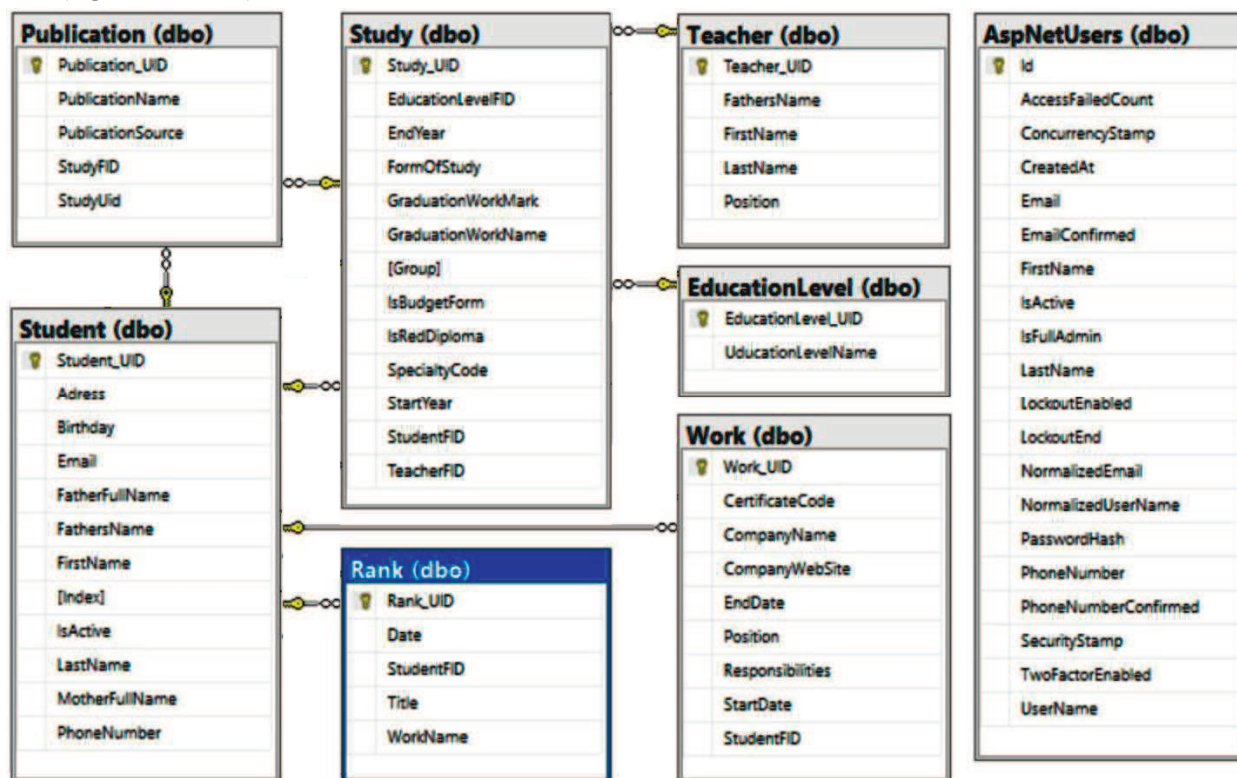 Publication (dbo)
Publication_UID
PublicationName
PublicationSource
StudyFID
StudyUid
Student (dbo)
Student_UID
Adress
Birthday
Email
FatherFullName
FathersName
FirstName
[Index]
IsActive
LastName
MotherFullName
PhoneNumber
Study (dbo)
Study_UID
EducationLevelFID
EndYear
FormOfStudy
GraduationWorkMark
GraduationWorkName
[Group]
IsBudgetForm
IsRedDiploma
SpecialtyCode
StartYear
StudentFID
TeacherFID
Rank (dbo)
Rank_UID
Date
StudentFID
Title
WorkName
Teacher (dbo)
Teacher_UID
FathersName
FirstName
LastName
Position
EducationLevel (dbo)
EducationLevel_UID
UducationLevelName
Work (dbo)
Work_UID
CertificateCode
CompanyName
CompanyWebSite
EndDate
Position
Responsibilities
StartDate
StudentFID
AspNetUsers (dbo)
Id
AccessFailedCount
ConcurrencyStamp
CreatedAt
Email
EmailConfirmed
FirstName
IsActive
IsFullAdmin
LastName
LockoutEnabled
LockoutEnd
NormalizedEmail
NormalizedUserName
PasswordHash
PhoneNumber
PhoneNumberConfirmed
SecurityStamp
TwoFactorEnabled
UserName